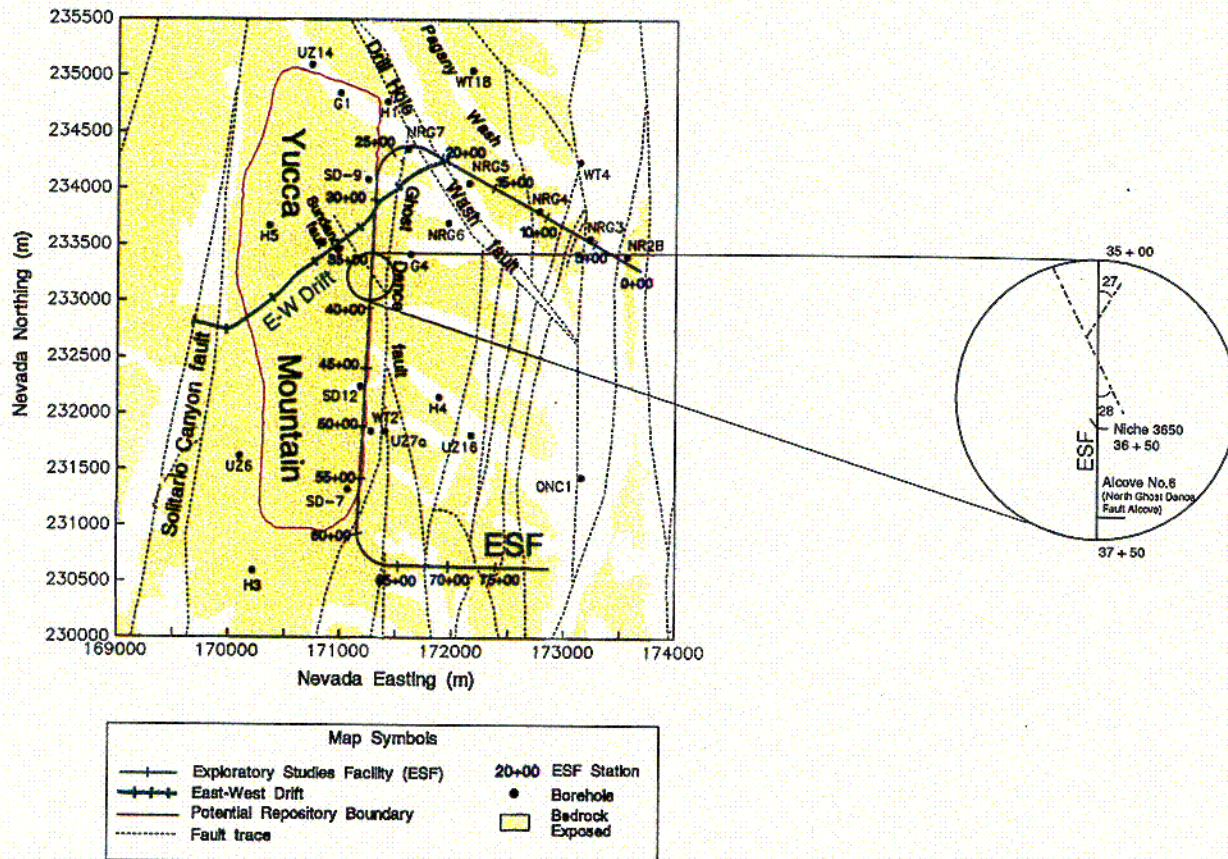 235500
235000
234500
234000
233500
233000
232500
232000
231500
231000
230500
230000
Nevada Northing (m)
169000
170000
171000
172000
173000
174000
Nevada Easting (m)
UZ14
G1
H1
Drill Hole
Wash
fault
Pagany
Wash
WT18
25+00
NRG7
20+00
NRG5
15+00
WT4
SD-9
30+00
Ghost
Dance
fault
NRG4
10+00
NRG3
5+00
NR2B
0+00
Yucca
Mountain
Sundance
fault
H5
NRG6
G4
35+00
E-W Drift
40+00
45+00
SD12
50+00
WT2
UZ7a
H4
UZ16
UZ6
55+00
SD-7
ONC1
60+00
ESF
65+00
70+00
75+00
H3
Solitario Canyon fault
35 + 00
27
28
Niche 3650
36 + 50
ESF
Alcove No.6
(North Ghost Dance
Fault Alcove)
37 + 50
Map Symbols
Exploratory Studies Facility (ESF)
East-West Drift
Potential Repository Boundary
Fault trace
20+00 ESF Station
Borehole
Bedrock
Exposed